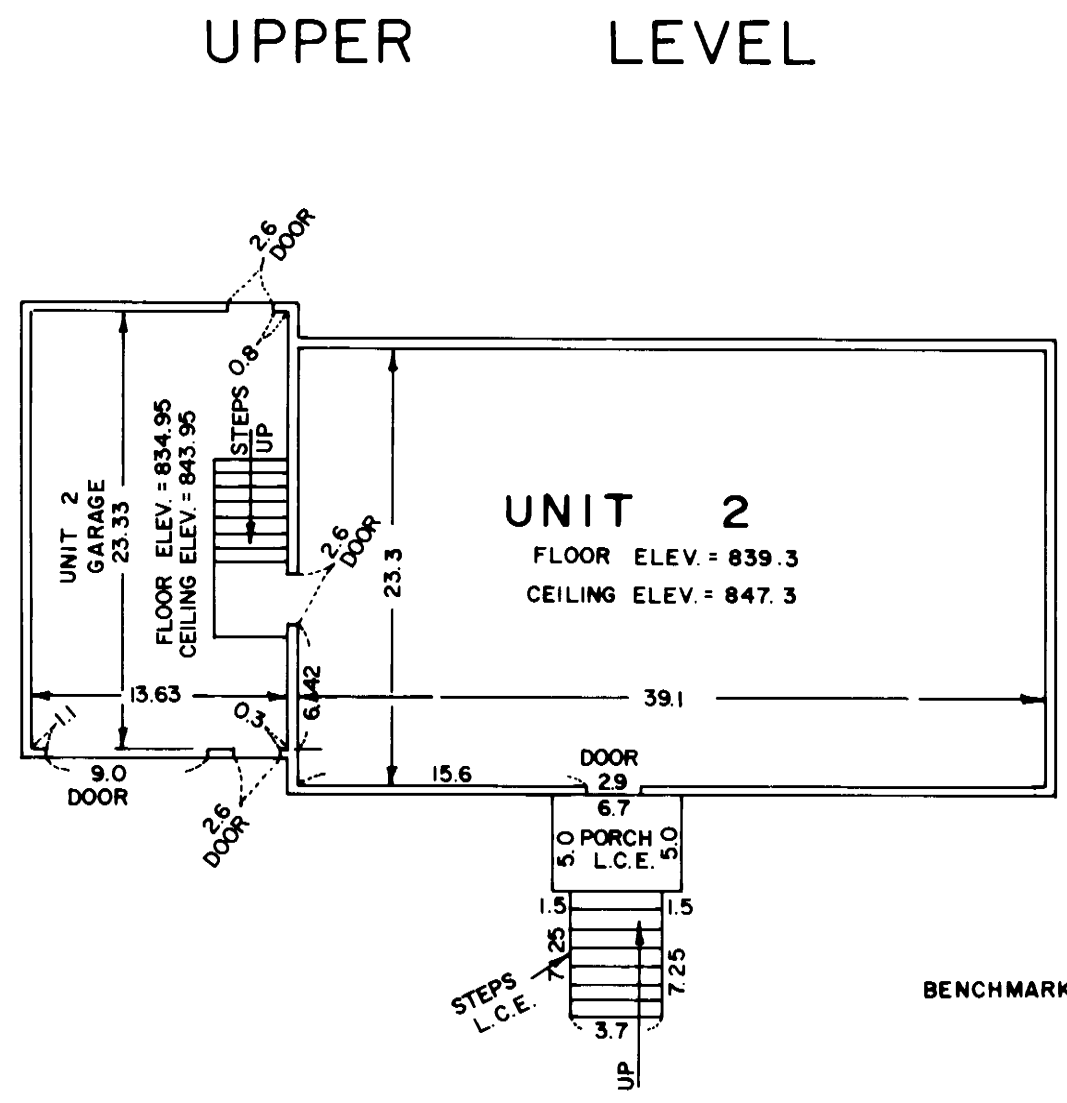 UPPER LEVEL
2.6
DOOR
0.8
STEPS
UP
UNIT 2
GARAGE
23.33
FLOOR ELEV. = 834.95
CEILING ELEV. = 843.95
2.6
DOOR
23.3
UNIT 2
FLOOR ELEV. = 839.3
CEILING ELEV. = 847.3
13.63
6.42
39.1
1.1
0.3
9.0
DOOR
2.6
DOOR
15.6
DOOR
2.9
6.7
5.0
PORCH
L.C.E.
5.0
1.5
1.5
7.25
7.25
STEPS
L.C.E.
3.7
UP
BENCHMARK